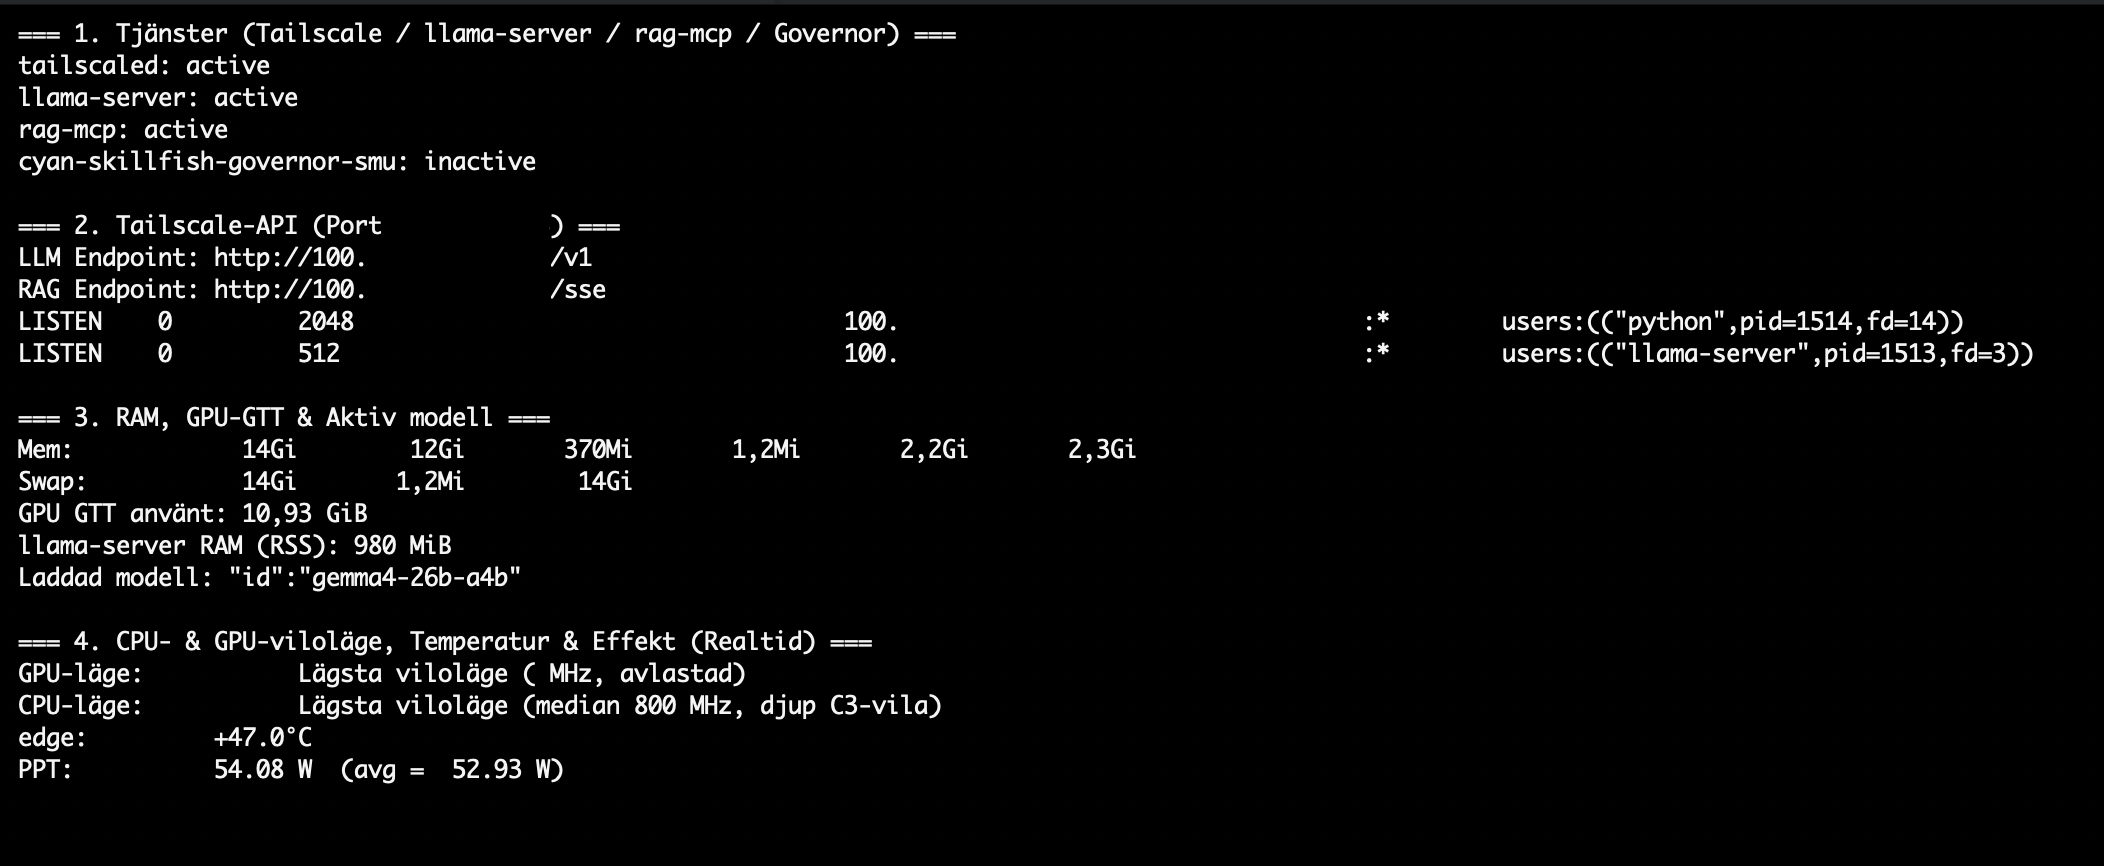 === 1. Tjänster (Tailscale / llama-server / rag-mcp / Governor) ===
tailscaled: active
llama-server: active
rag-mcp: active
cyan-skillfish-governor-smu: inactive
=== 2. Tailscale-API (Port ) ===
LLM Endpoint: http://100. /v1
RAG Endpoint: http://100. /sse
LISTEN 0 2048 100. :* users:(("python",pid=1514,fd=14))
LISTEN 0 512 100. :* users:(("llama-server",pid=1513,fd=3))
=== 3. RAM, GPU-GTT & Aktiv modell ===
Mem: 14Gi 12Gi 370Mi 1,2Mi 2,2Gi 2,3Gi
Swap: 14Gi 1,2Mi 14Gi
GPU GTT använt: 10,93 GiB
llama-server RAM (RSS): 980 MiB
Laddad modell: "id":"gemma4-26b-a4b"
=== 4. CPU- & GPU-viloläge, Temperatur & Effekt (Realtid) ===
GPU-läge: Lägsta viloläge ( MHz, avlastad)
CPU-läge: Lägsta viloläge (median 800 MHz, djup C3-vila)
edge: +47.0°C
PPT: 54.08 W (avg = 52.93 W)